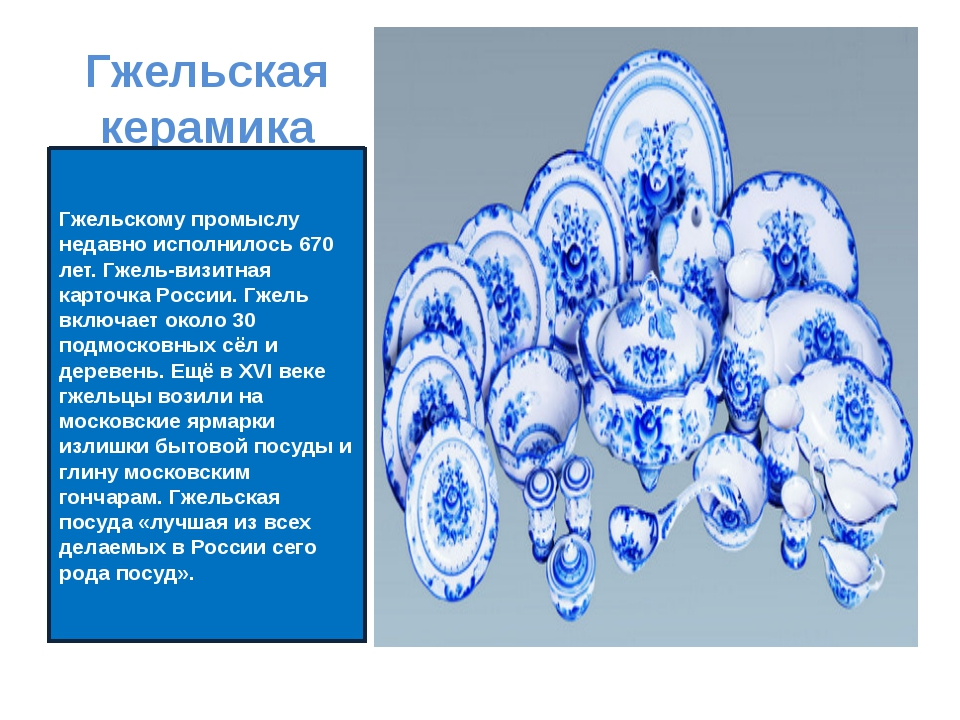 Гжельская
керамика
Гжельскому промыслу
недавно исполнилось 670
лет. Гжель-визитная
карточка России. Гжель
включает около 30
подмосковных сёл и
деревень. Ещё в XVI веке
гжельцы возили на
московские ярмарки
излишки бытовой посуды и
глину московским
гончарам. Гжельская
посуда «лучшая из всех
делаемых в России сего
рода посуд».